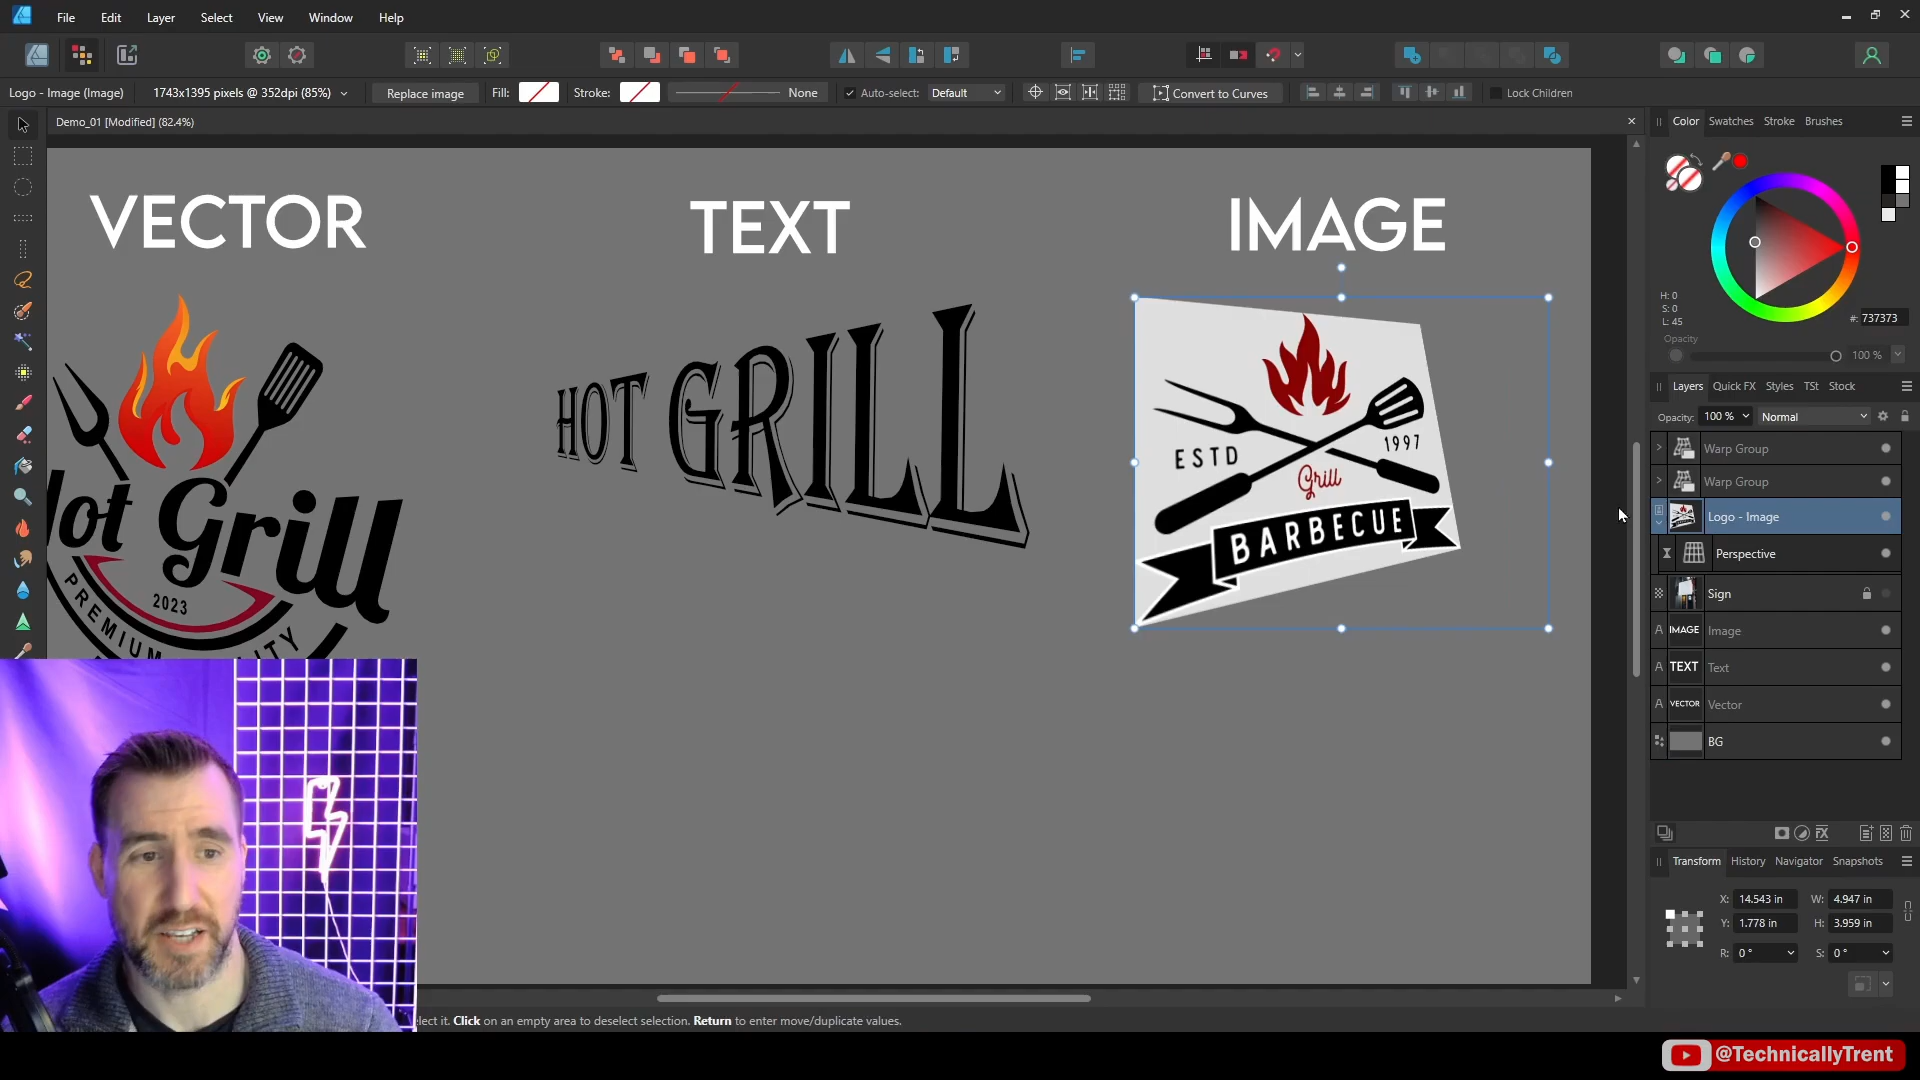 File Edit Layer Select View Window Help
Logo - Image (Image) 1743x1395 pixels @ 352dpi (85%) Replace image Fill: Stroke: None Auto-select: Default Convert to Curves Lock Children
Demo_01 [Modified] (82.4%)
Color Swatches Stroke Brushes
VECTOR TEXT IMAGE
H: 0
S: 0
L: 45
#: 737373
Opacity
100 %
HOT GRILL
ESTD 1997
Grill
BARBECUE
Hot Grill
2023
PREMIUM QUALITY
Layers Quick FX Styles TSt Stock
Opacity: 100 % Normal
Warp Group
Warp Group
Logo - Image
Perspective
Sign
IMAGE Image
TEXT Text
VECTOR Vector
BG
Transform History Navigator Snapshots
X: 14.543 in W: 4.947 in
Y: 1.778 in H: 3.959 in
R: 0 ° S: 0 °
lect it. Click on an empty area to deselect selection. Return to enter move/duplicate values.
@TechnicallyTrent